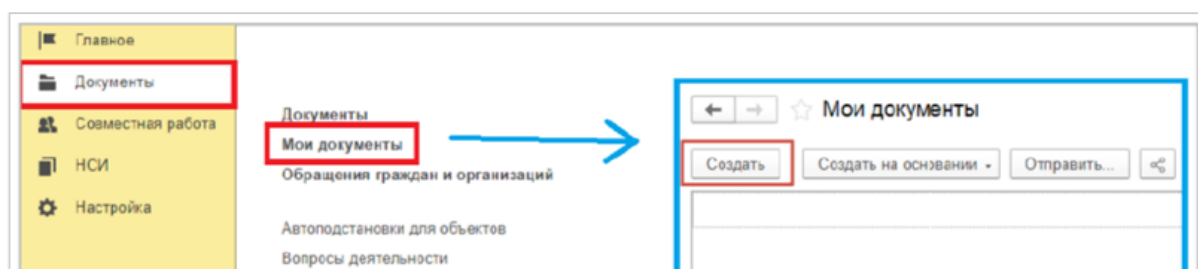 Главное
Документы
Совместная работа
НСИ
Настройка
Документы
Мои документы
Обращения граждан и организаций
Автоподстановки для объектов
Вопросы деятельности
Мои документы
Создать
Создать на основании
Отправить...